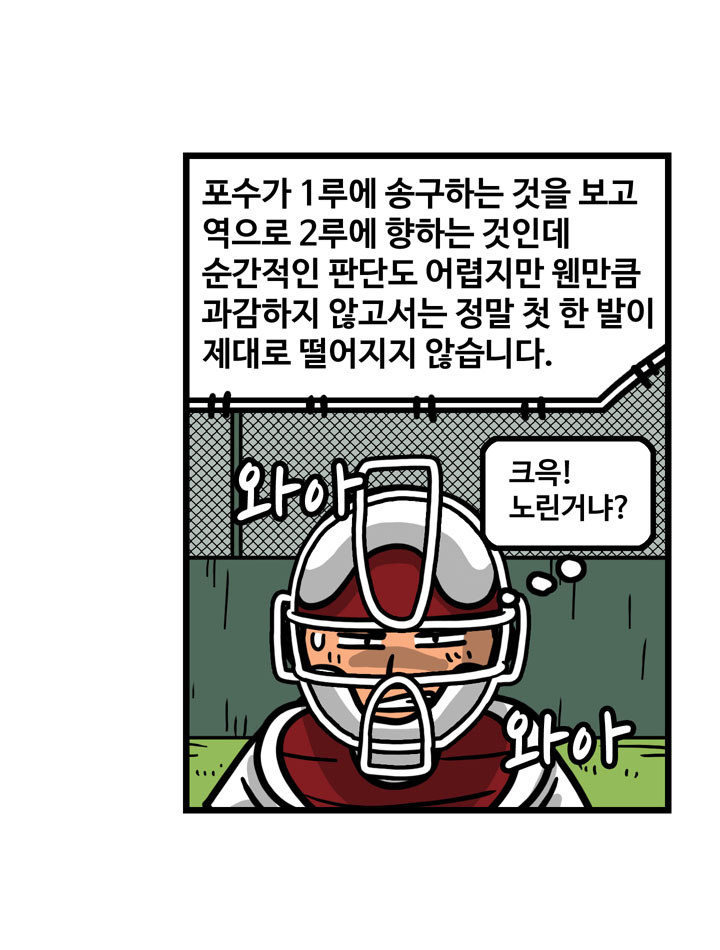 포수가 1루에 송구하는 것을 보고
역으로 2루에 향하는 것인데
순간적인 판단도 어렵지만 웬만큼
과감하지 않고서는 정말 첫 한 발이
제대로 떨어지지 않습니다.
와아
크윽!
노린거냐?
와아